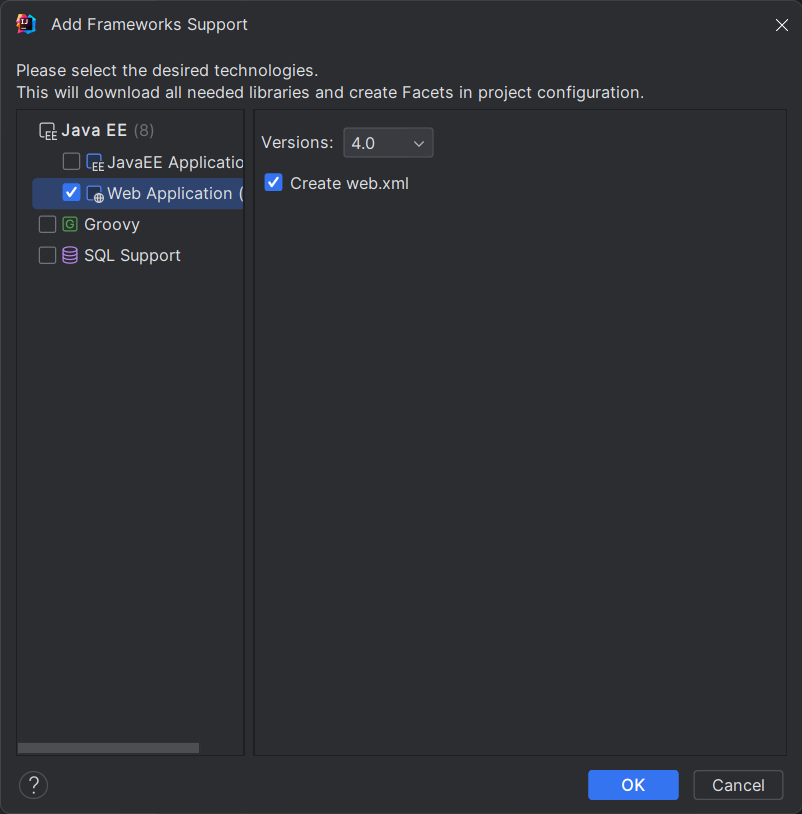 Add Frameworks Support
Please select the desired technologies.
This will download all needed libraries and create Facets in project configuration.
Java EE (8)
JavaEE Applicatio
Web Application (
Groovy
SQL Support
Versions: 4.0
Create web.xml
? OK Cancel